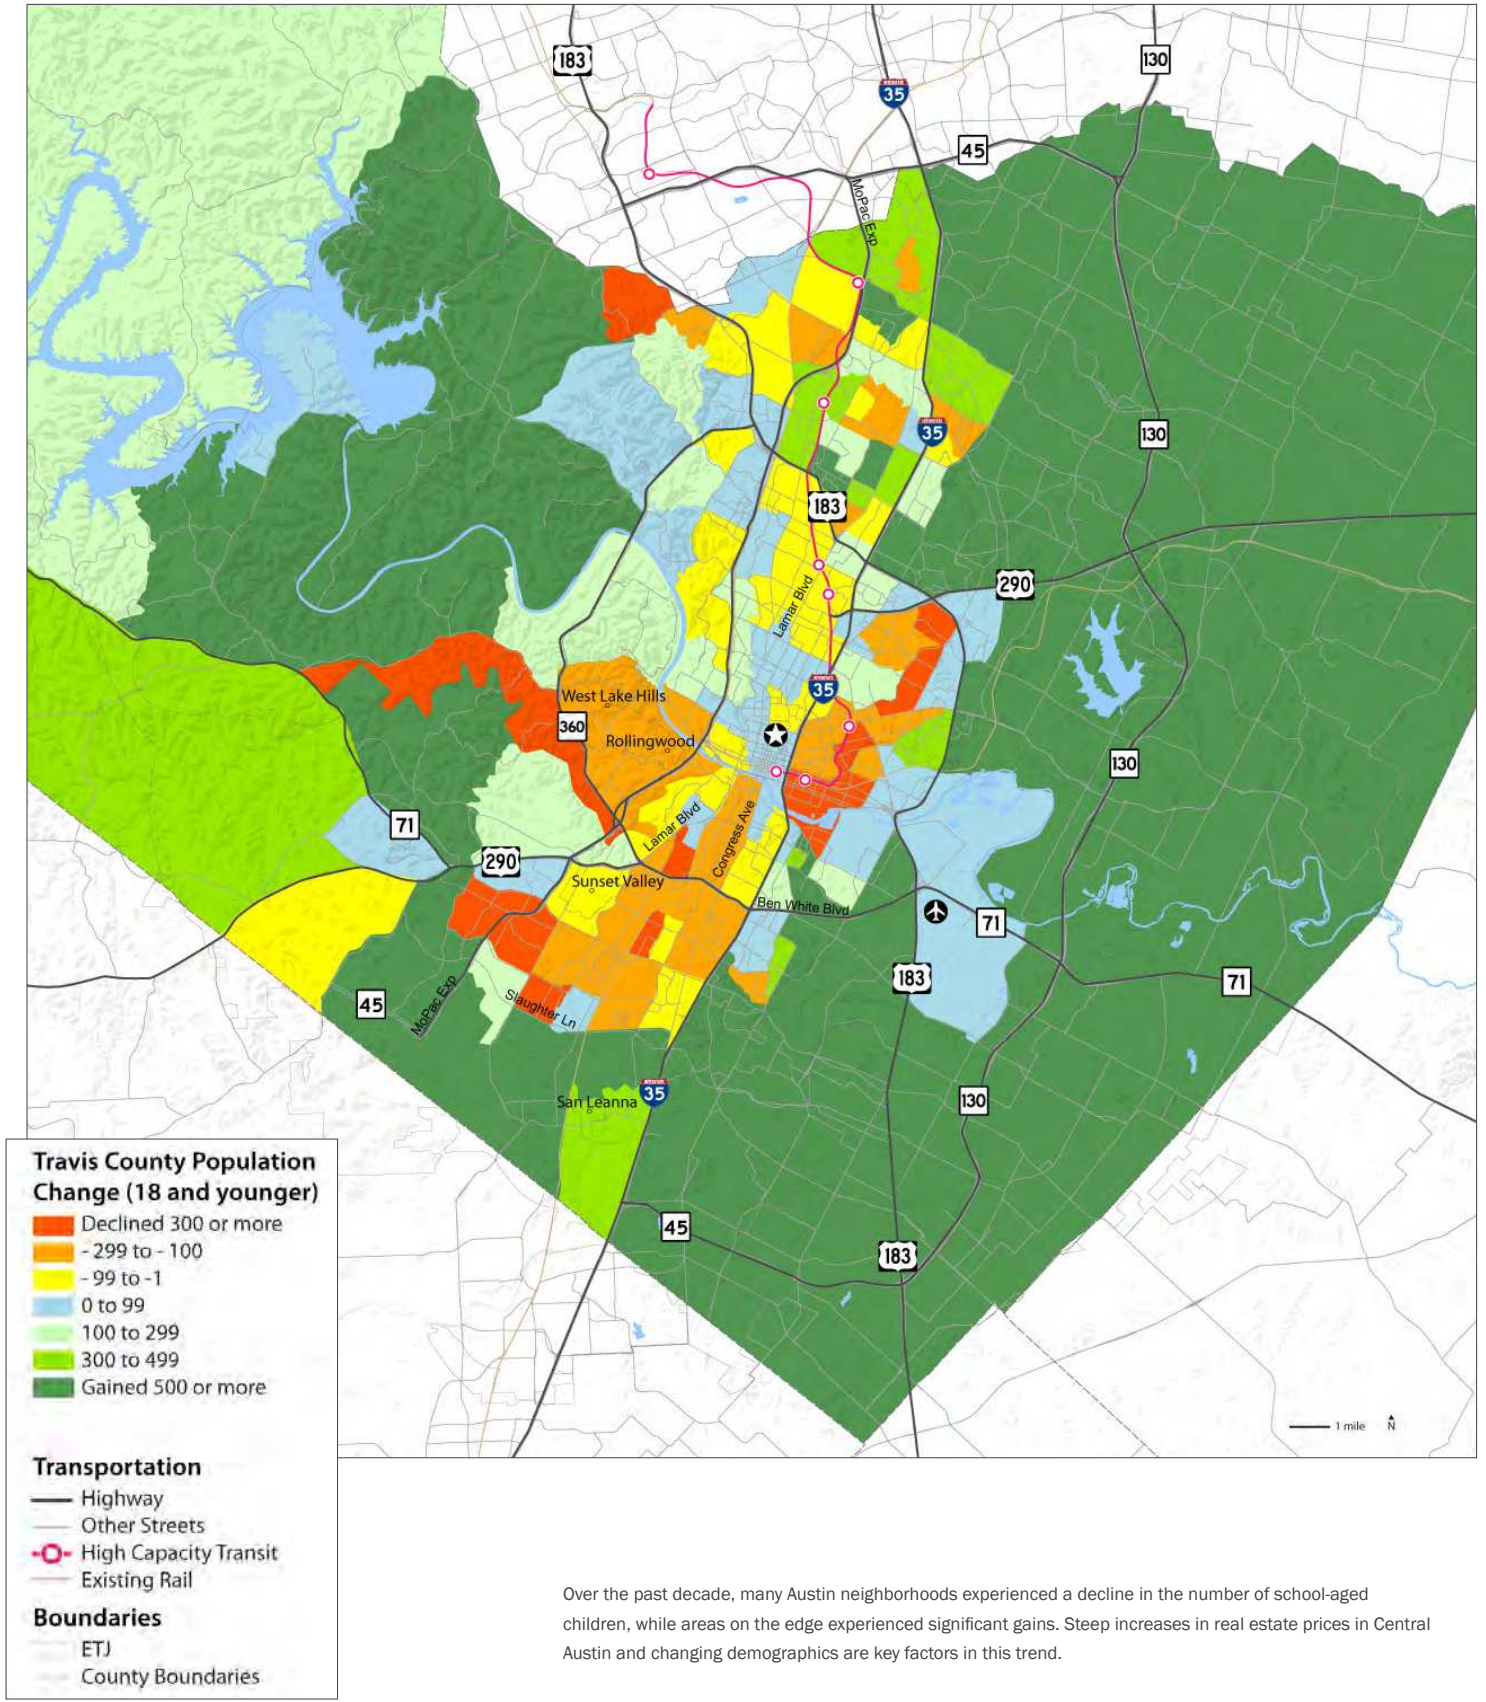 183
35
130
45
MoPac Exp
130
35
183
290
Lamar Blvd
West Lake Hills
35
360
Rollingwood
130
71
Lamar Blvd
Congress Ave
290
Sunset Valley
Ben White Blvd
71
183
71
45
MoPac Exp
Slaughter Ln
35
San Leanna
130
45
183
1 mile
N
Travis County Population
Change (18 and younger)
Declined 300 or more
- 299 to - 100
- 99 to -1
0 to 99
100 to 299
300 to 499
Gained 500 or more
Transportation
Highway
Other Streets
High Capacity Transit
Existing Rail
Boundaries
ETJ
County Boundaries
Over the past decade, many Austin neighborhoods experienced a decline in the number of school-aged
children, while areas on the edge experienced significant gains. Steep increases in real estate prices in Central
Austin and changing demographics are key factors in this trend.